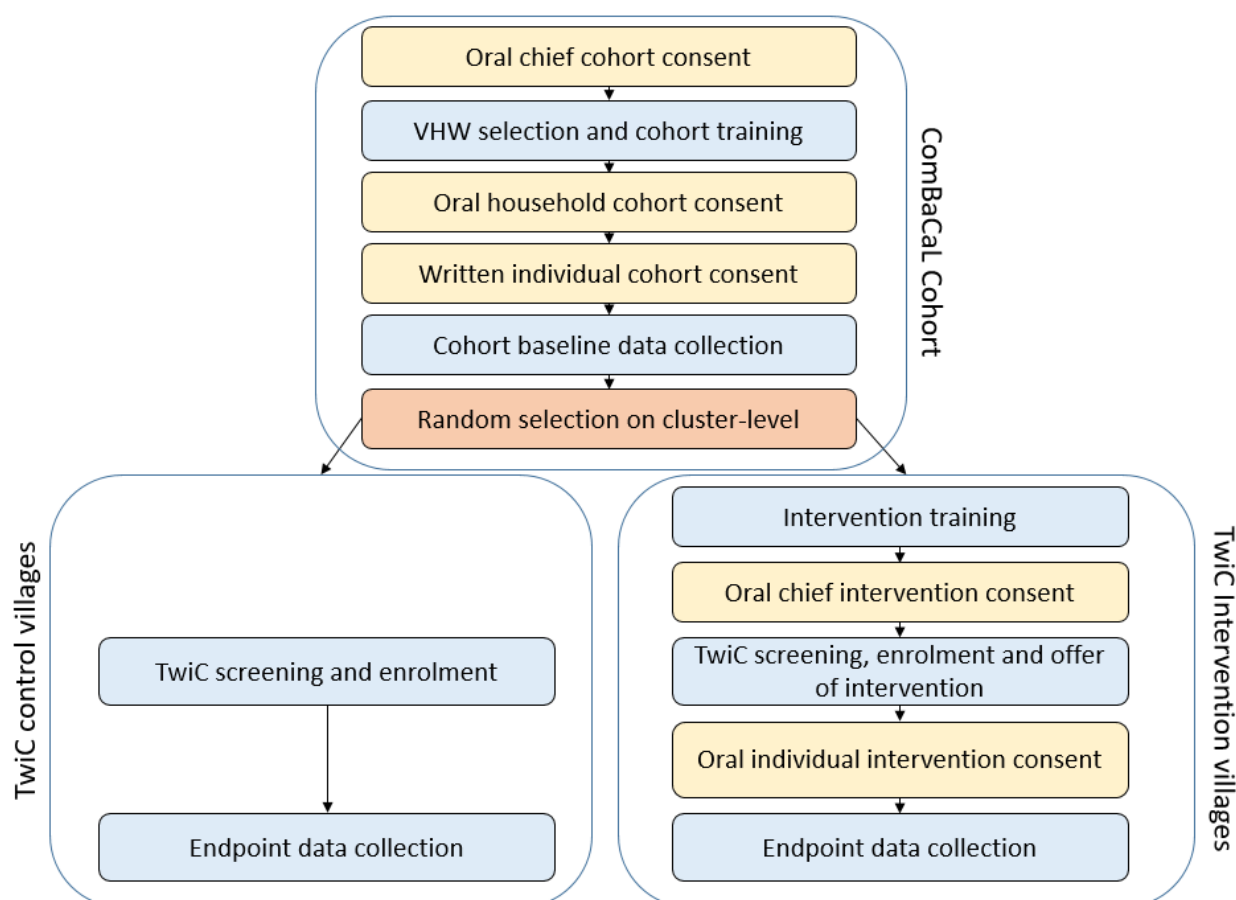 Oral chief cohort consent
VHW selection and cohort training
Oral household cohort consent
Written individual cohort consent
Cohort baseline data collection
Random selection on cluster-level
ComBaCaL Cohort
TwiC control villages
TwiC screening and enrolment
Endpoint data collection
Intervention training
Oral chief intervention consent
TwiC screening, enrolment and offer
of intervention
Oral individual intervention consent
Endpoint data collection
TwiC Intervention villages